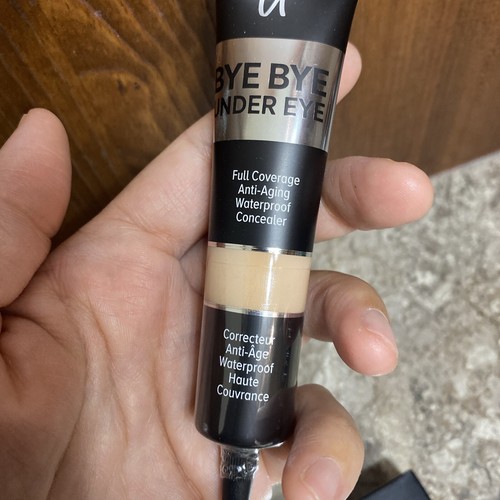 BYE BYE
UNDER EYE
Full Coverage
Anti-Aging
Waterproof
Concealer
Correcteur
Anti-Âge
Waterproof
Haute
Couvrance